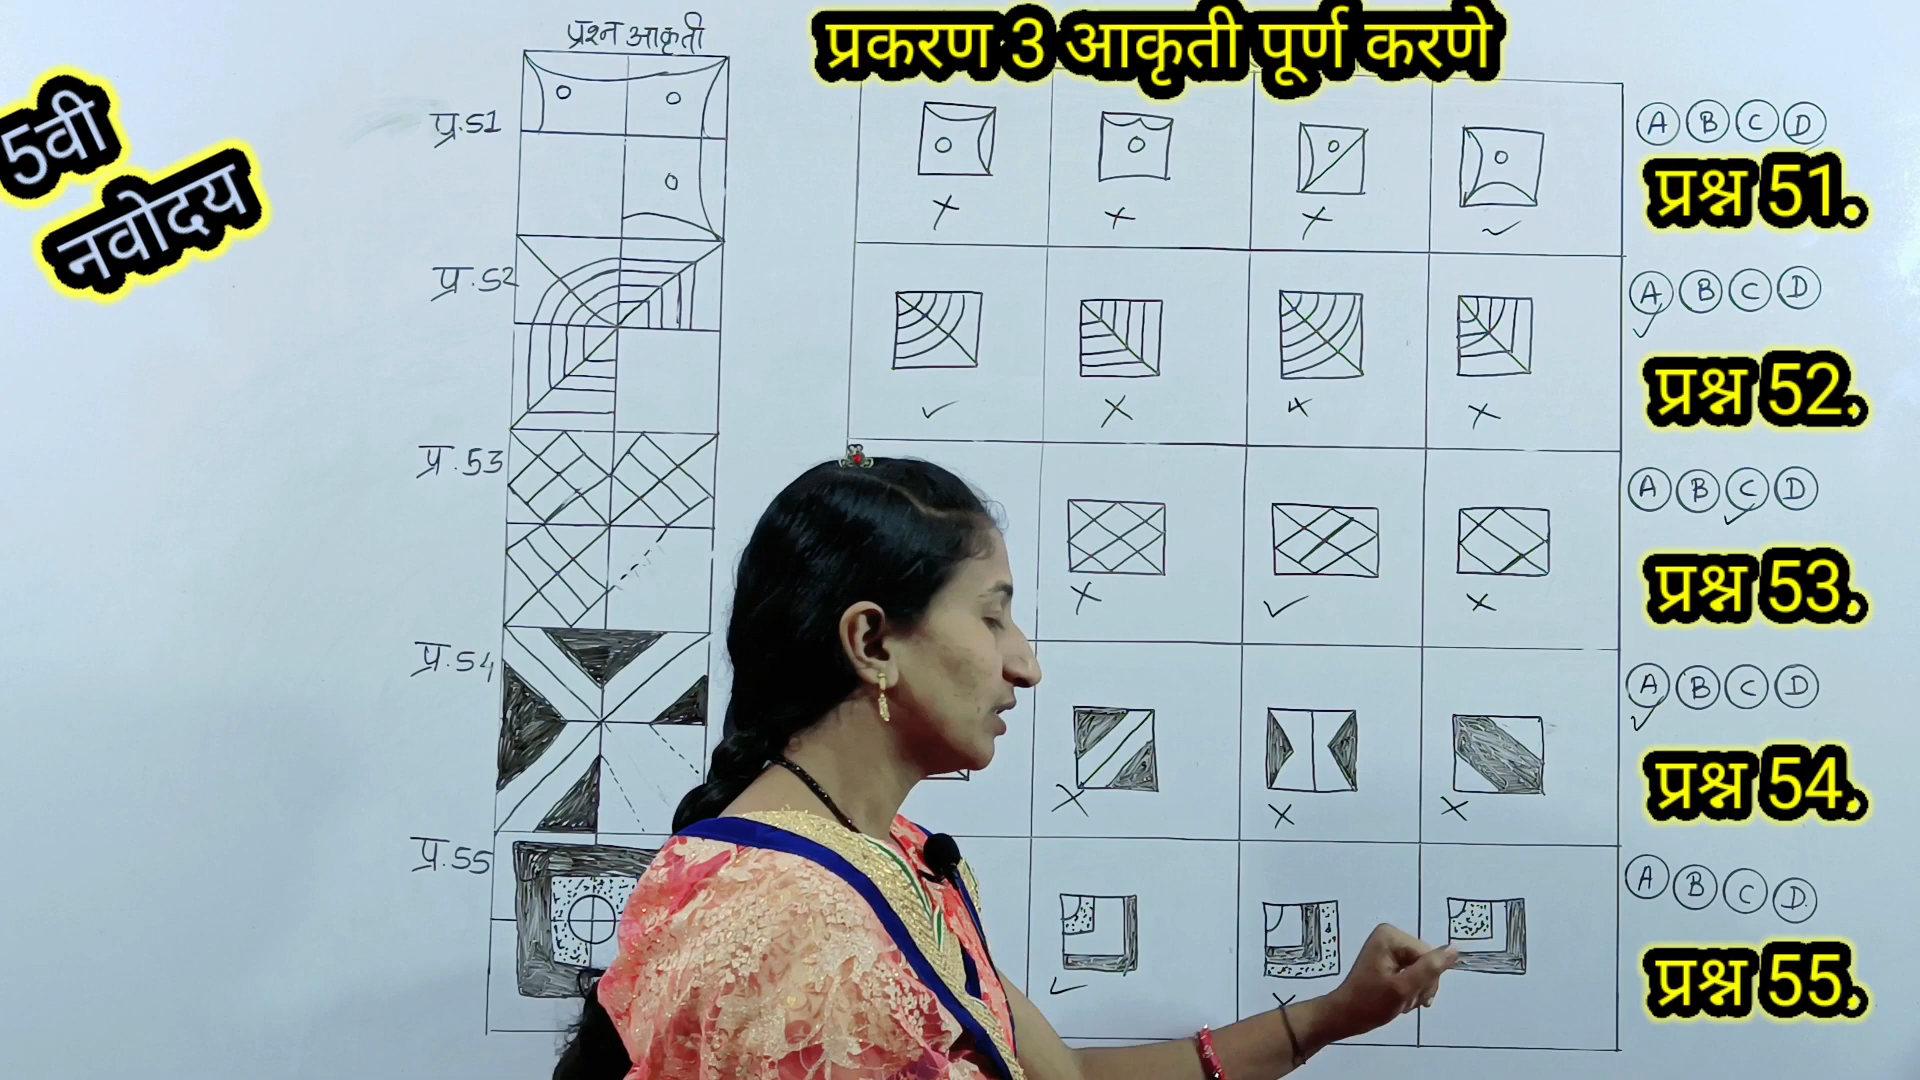 प्रश्न आकृती
प्रकरण 3 आकृती पूर्ण करणे
5वी
नवोदय
प्र.51
A B C D
प्रश्न 51.
प्र.52
A B C D
प्रश्न 52.
प्र.53
A B C D
प्रश्न 53.
प्र.54
A B C D
प्रश्न 54.
प्र.55
A B C D
प्रश्न 55.